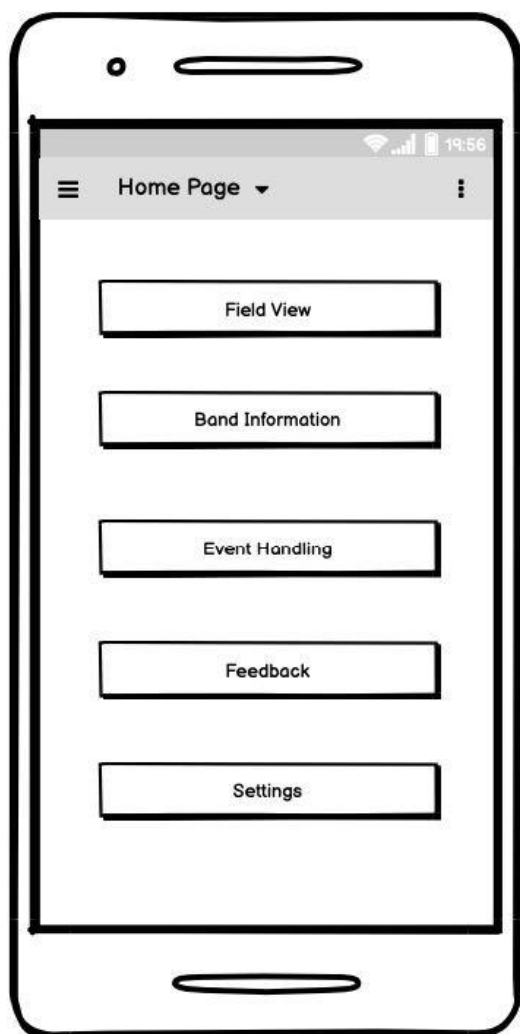 19:56
Home Page
Field View
Band Information
Event Handling
Feedback
Settings